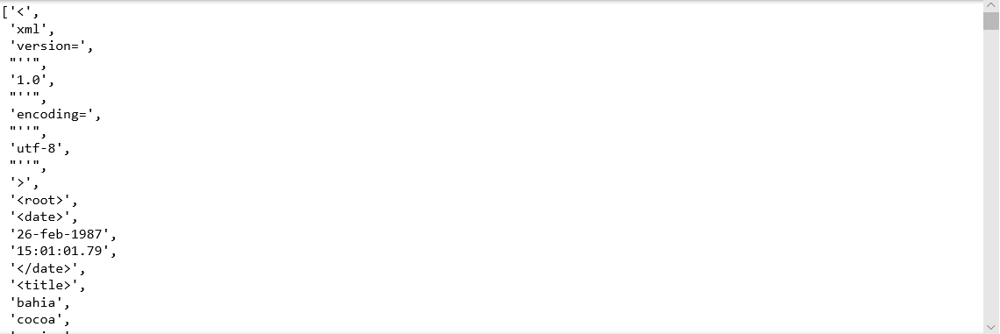 ['<',
'xml',
'version=',
"''",
'1.0',
"''",
'encoding=',
"''",
'utf-8',
"''",
'>',
'<root>',
'<date>',
'26-feb-1987',
'15:01:01.79',
'</date>',
'<title>',
'bahia',
'cocoa',